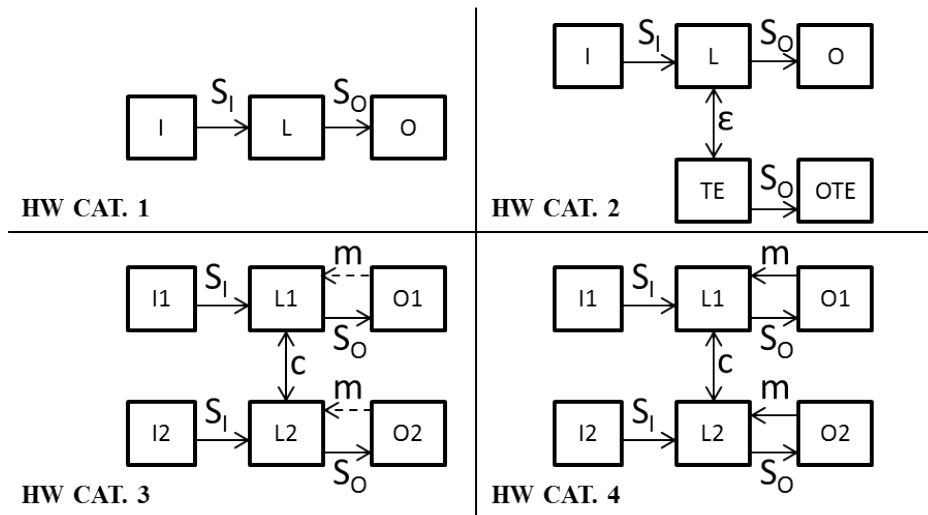 S_I S_O
I L O
HW CAT. 1
S_I S_O
I L O
ε
S_O
TE OTE
HW CAT. 2
m
S_I
I1 L1 O1
S_O
c
m
S_I
I2 L2 O2
S_O
HW CAT. 3
m
S_I
I1 L1 O1
S_O
c
m
S_I
I2 L2 O2
S_O
HW CAT. 4